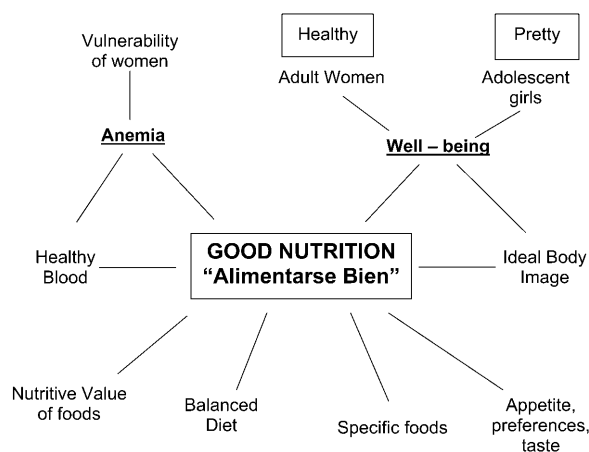 Vulnerability
of women
Healthy
Pretty
Adult Women
Adolescent
girls
Anemia
Well – being
GOOD NUTRITION
“Alimentarse Bien”
Healthy
Blood
Ideal Body
Image
Nutritive Value
of foods
Balanced
Diet
Specific foods
Appetite,
preferences,
taste